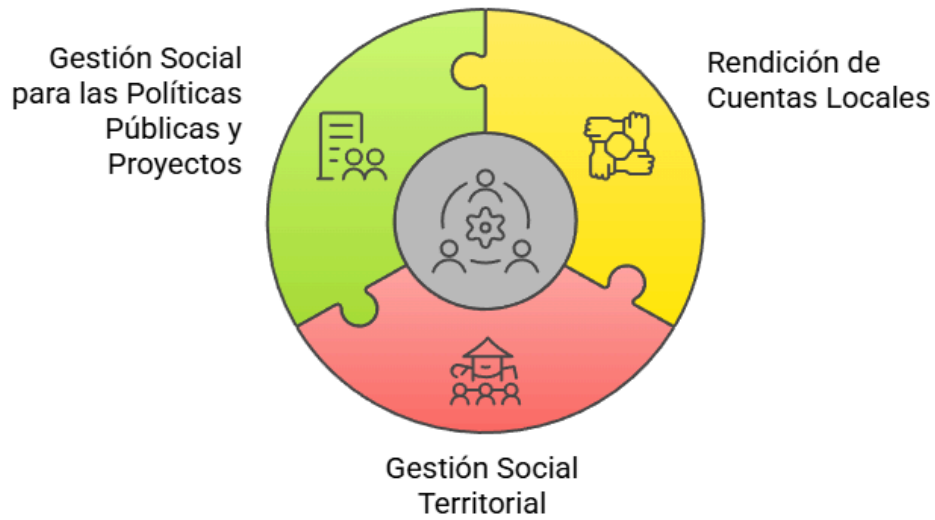 Gestión Social
para las Políticas
Públicas y
Proyectos
Rendición de
Cuentas Locales
Gestión Social
Territorial